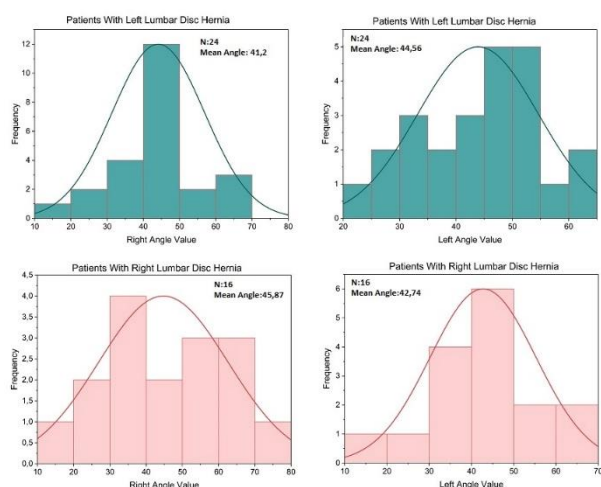 Patients With Left Lumbar Disc Hernia
N:24
Mean Angle: 41,2
12
10
8
6
4
2
0
Frequency
10 20 30 40 50 60 70 80
Right Angle Value
Patients With Left Lumbar Disc Hernia
N:24
Mean Angle: 44,56
5
4
3
2
1
0
Frequency
20 30 40 50 60
Left Angle Value
Patients With Right Lumbar Disc Hernia
N:16
Mean Angle:45,87
4,5
4,0
3,5
3,0
2,5
2,0
1,5
1,0
0,5
0,0
Frequency
10 20 30 40 50 60 70 80
Right Angle Value
Patients With Right Lumbar Disc Hernia
N:16
Mean Angle:42,74
6
5
4
3
2
1
0
Frequency
10 20 30 40 50 60 70
Left Angle Value